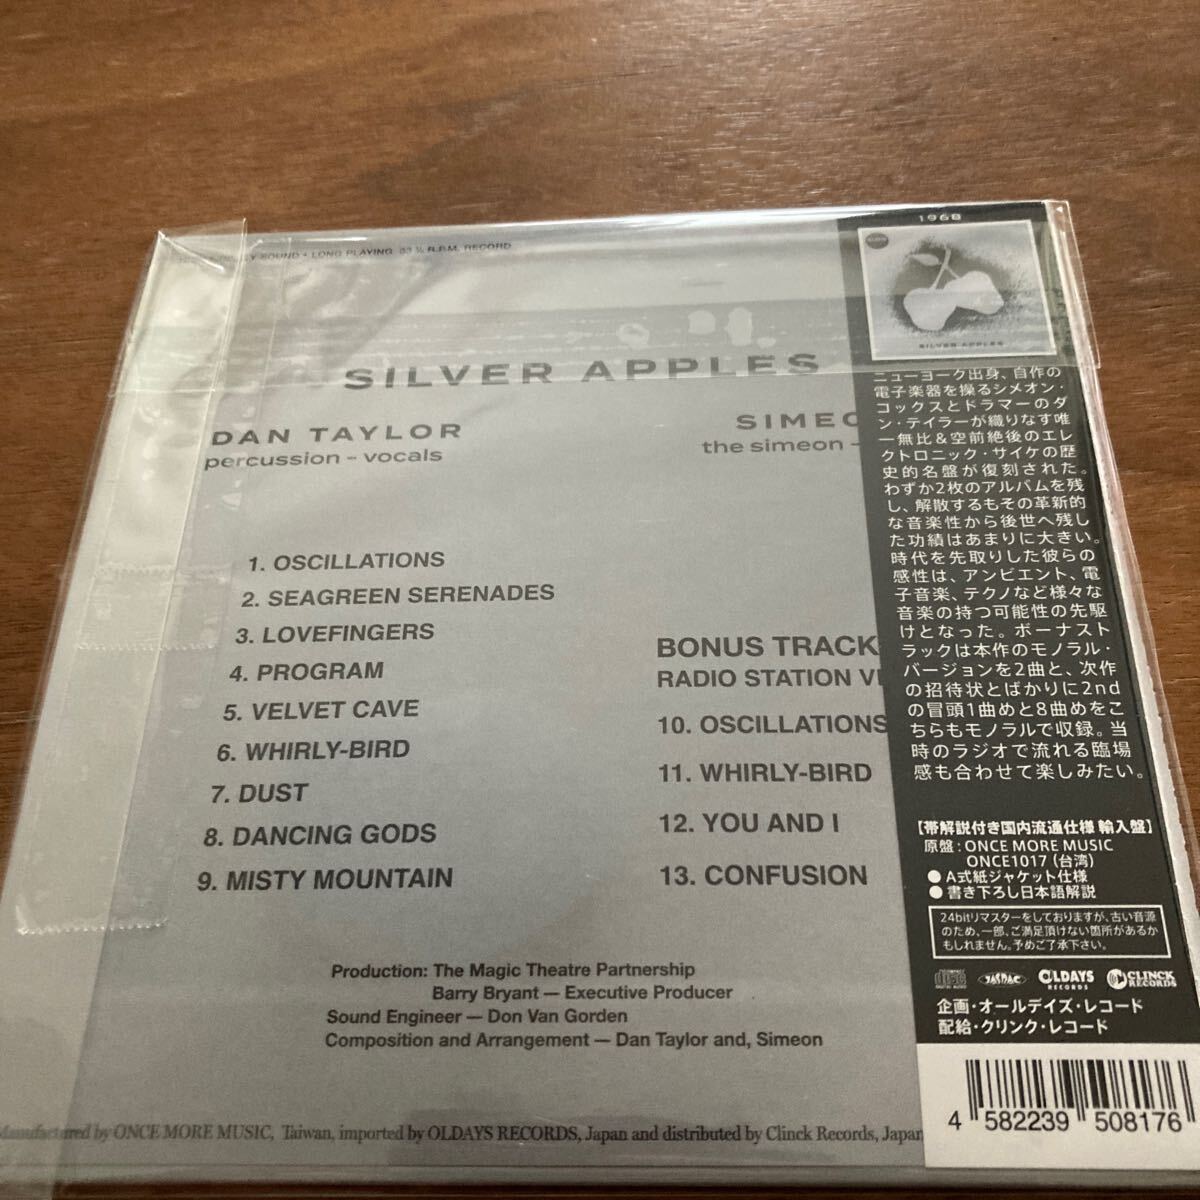 SOUND • LONG PLAYING 33 ⅓ R.P.M. RECORD
SILVER APPLES
DAN TAYLOR
percussion – vocals
the simeon –
1. OSCILLATIONS
2. SEAGREEN SERENADES
3. LOVEFINGERS
4. PROGRAM
5. VELVET CAVE
6. WHIRLY-BIRD
7. DUST
8. DANCING GODS
9. MISTY MOUNTAIN
BONUS TRACK
RADIO STATION
10. OSCILLATIONS
11. WHIRLY-BIRD
12. YOU AND I
13. CONFUSION
Production: The Magic Theatre Partnership
Barry Bryant — Executive Producer
Sound Engineer — Don Van Gorden
Composition and Arrangement — Dan Taylor and, Simeon
Manufactured by ONCE MORE MUSIC, Taiwan, imported by OLDAYS RECORDS, Japan and distributed by Clinck Records, Japan
1968
SILVER APPLES
ニューヨーク出身、自作の
電子楽器を操るシメオン・
コックスとドラマーのダ
ン・テイラーが織りなす唯
一無比&空前絶後のエレ
クトロニック・サイケの歴
史的名盤が復刻された。
わずか2枚のアルバムを残
し、解散するもその革新的
な音楽性から後世へ残し
た功績はあまりに大きい。
時代を先取りした彼らの
感性は、アンビエント、電
子音楽、テクノなど様々な
音楽の持つ可能性の先駆
けとなった。ボーナスト
ラックは本作のモノラル・
バージョンを2曲と、次作
の招待状とばかりに2nd
の冒頭1曲めと8曲めをこ
ちらもモノラルで収録。当
時のラジオで流れる臨場
感も合わせて楽しみたい。
【帯解説付き国内流通仕様 輸入盤】
原盤:ONCE MORE MUSIC
ONCE1017 (台湾)
●A式紙ジャケット仕様
●書き下ろし日本語解説
24bitリマスターをしておりますが、古い音源
のため、一部、ご満足頂けない箇所があるか
もしれません。予めご了承下さい。
COMPACT disc DIGITAL AUDIO
JASRAC
OLDAYS RECORDS
CLINCK RECORDS
企画・オールデイズ・レコード
配給・クリンク・レコード
4 582239 508176